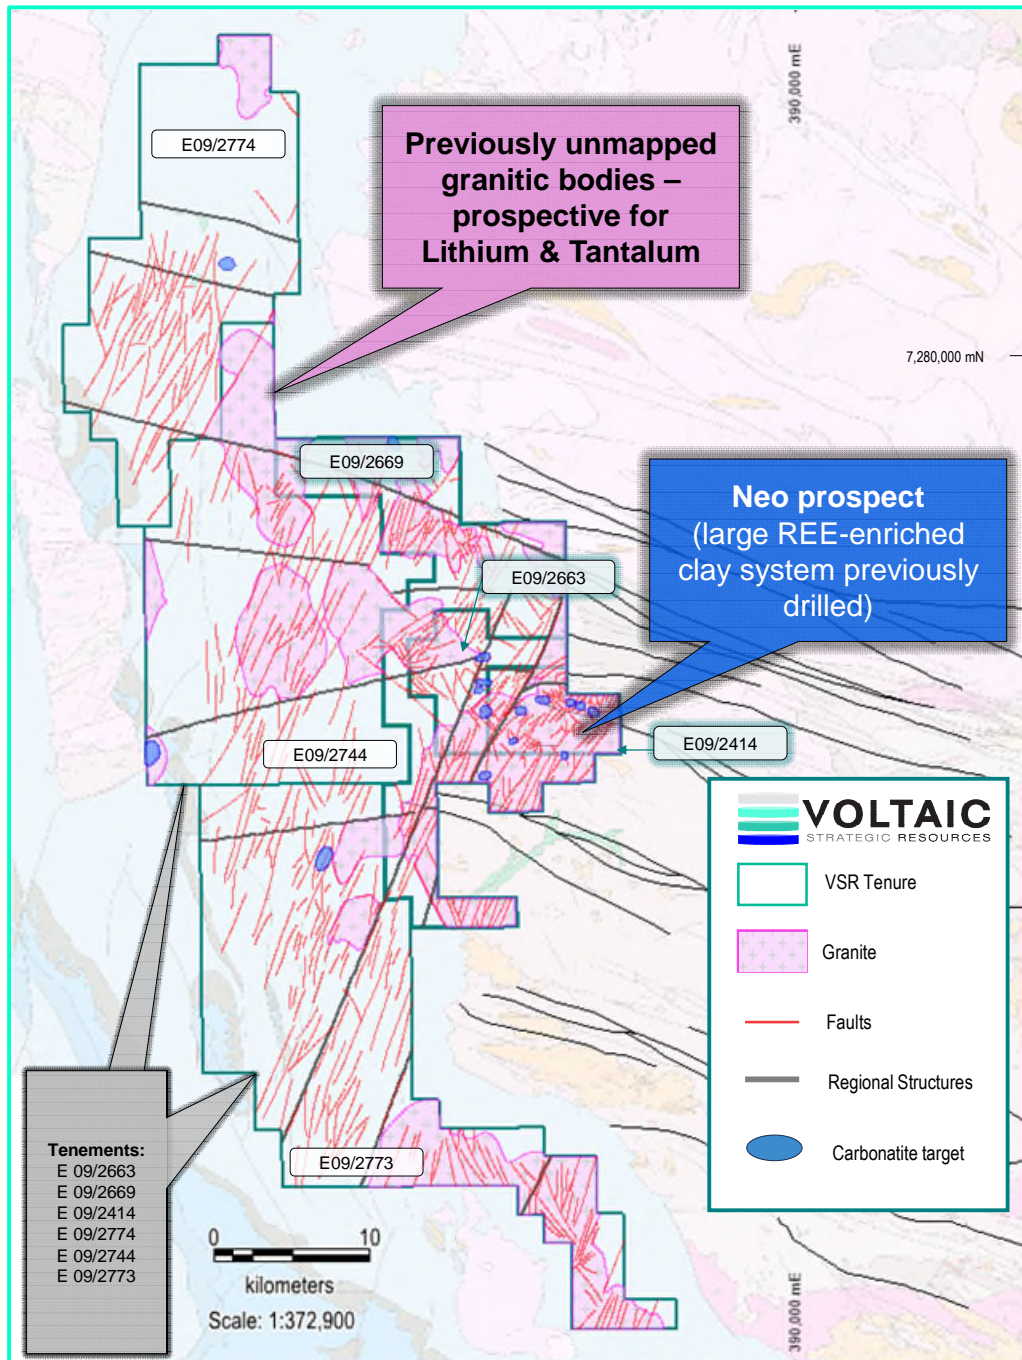 390,000 mE
E09/2774
Previously unmapped
granitic bodies –
prospective for
Lithium & Tantalum
7,280,000 mN
E09/2669
Neo prospect
(large REE-enriched
clay system previously
drilled)
E09/2663
E09/2744
E09/2414
VOLTAIC
STRATEGIC RESOURCES
VSR Tenure
Granite
Faults
Regional Structures
Carbonatite target
Tenements:
E 09/2663
E 09/2669
E 09/2414
E 09/2774
E 09/2744
E 09/2773
E09/2773
0 10
kilometers
Scale: 1:372,900
390,000 mE